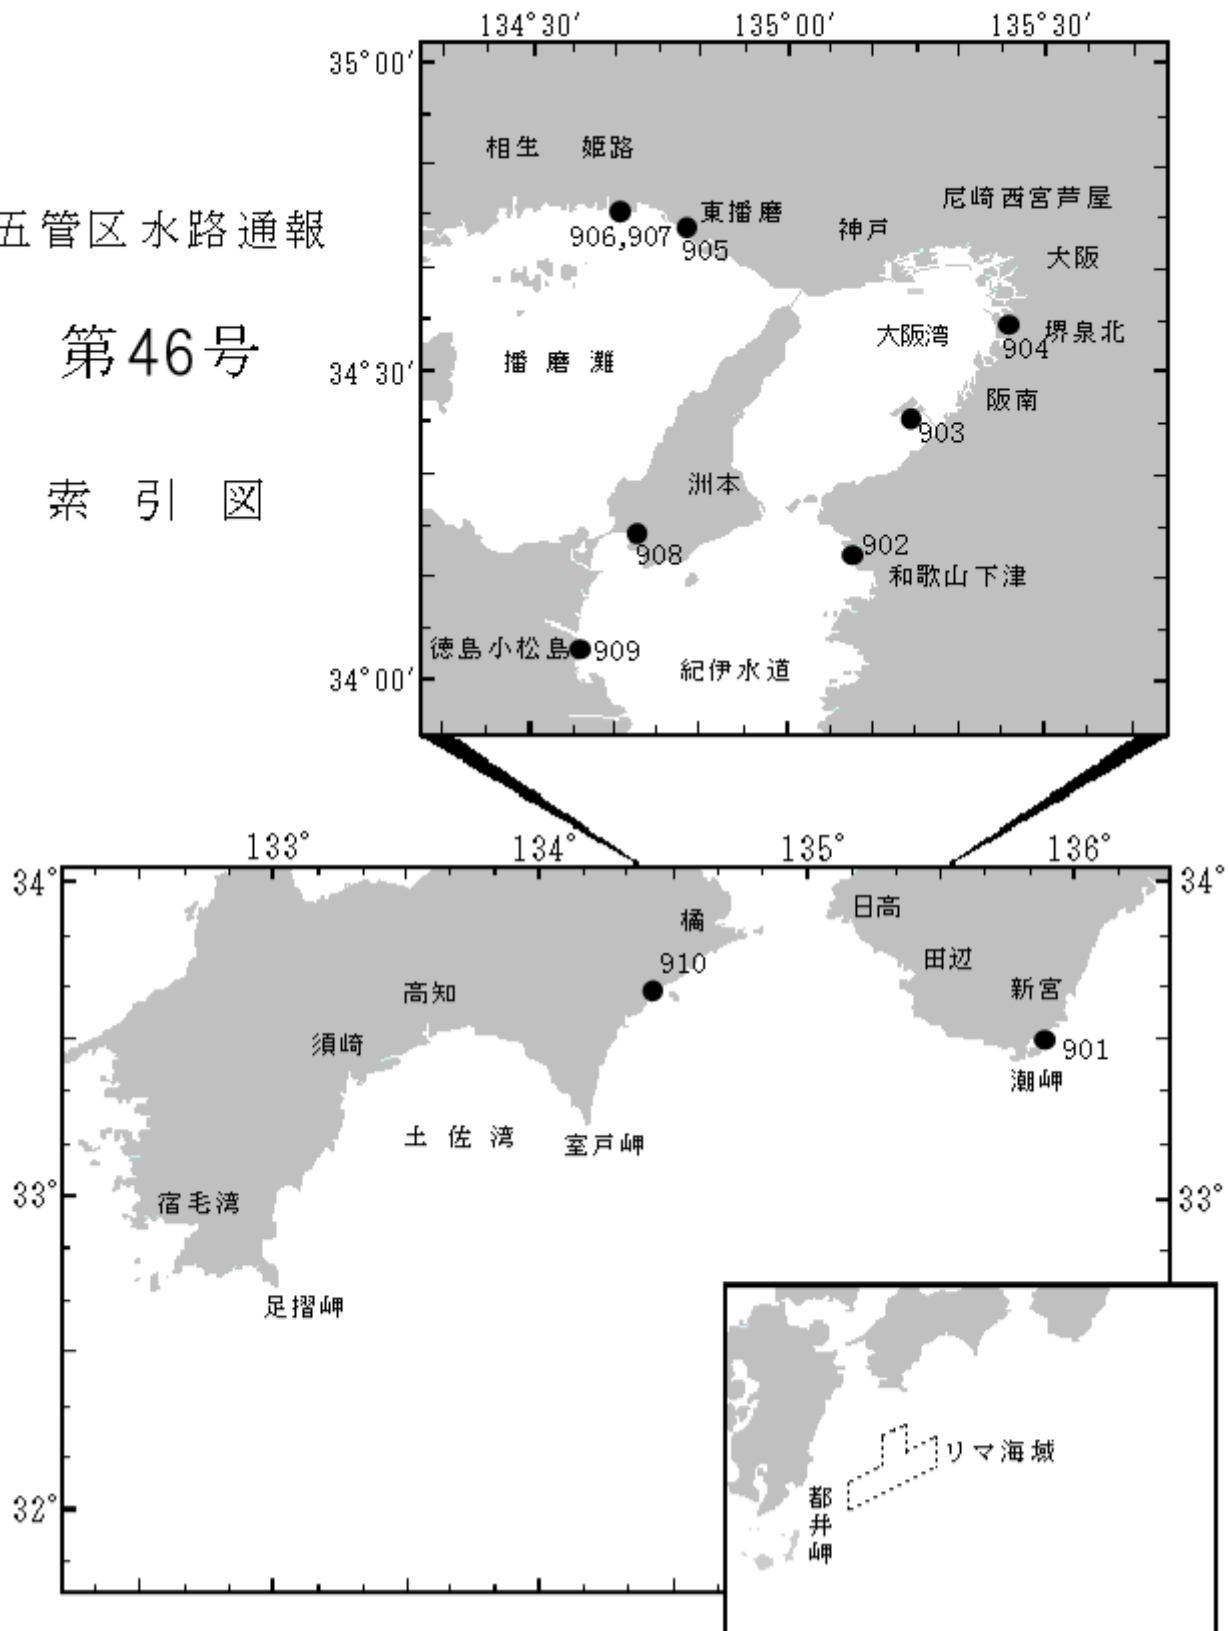 134°30′ 135°00′ 135°30′
35°00′
相生 姫路
尼崎西宮芦屋
東播磨
神戸
五管区水路通報
906,907
905
大阪
大阪湾
堺泉北
904
第46号
播磨灘
34°30′
阪南
903
洲本
索引図
908
902
和歌山下津
徳島小松島
909
紀伊水道
34°00′
133° 134° 135° 136°
34°
34°
橘
日高
910
田辺
高知
新宮
須崎
901
潮岬
土佐湾
室戸岬
33°
33°
宿毛湾
足摺岬
リマ海域
都井岬
32°